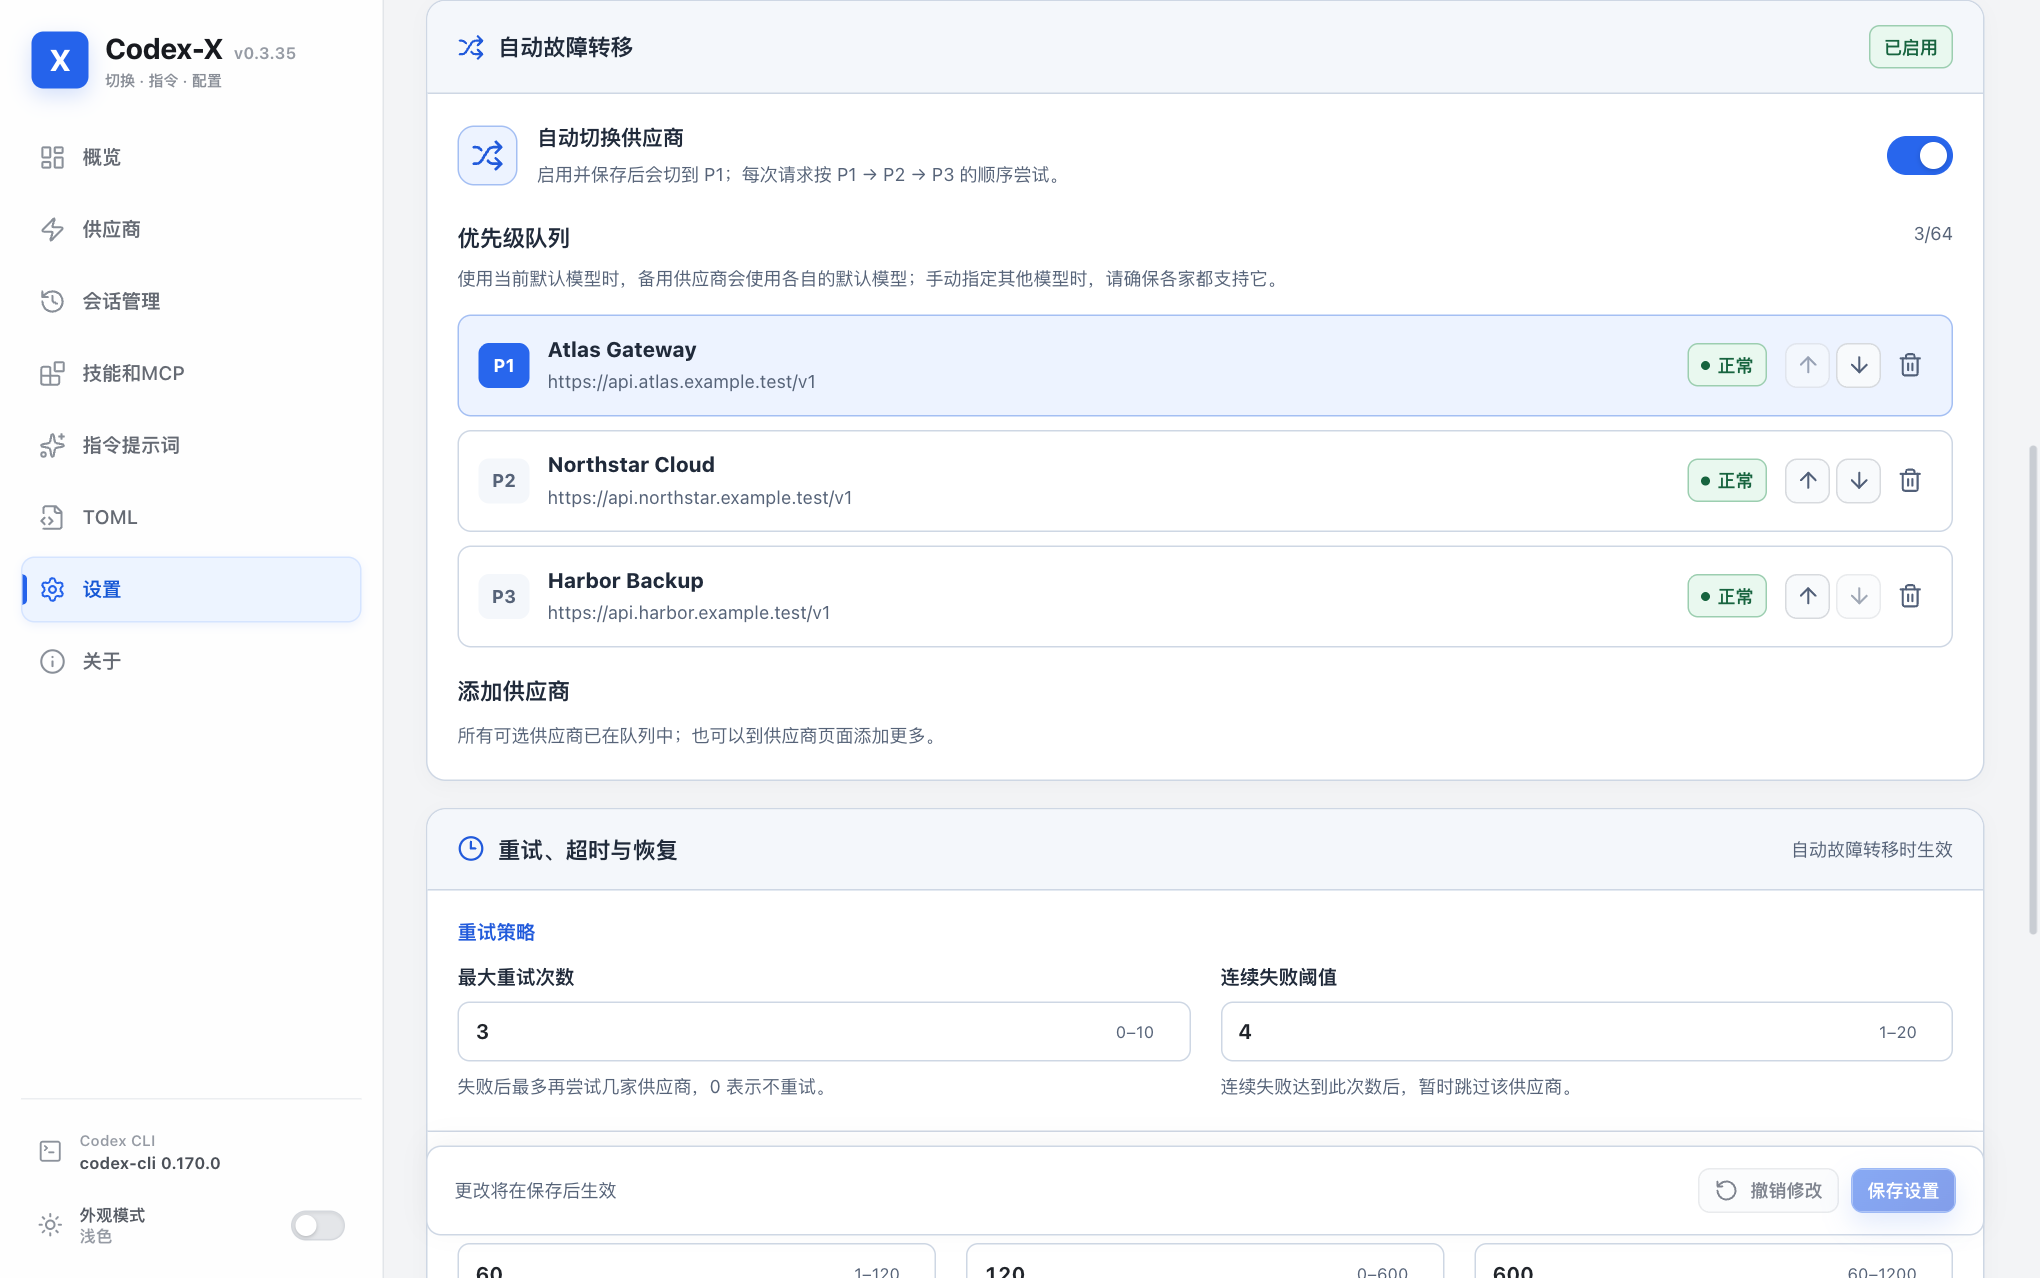 X
Codex-X v0.3.35
切换 · 指令 · 配置
概览
供应商
会话管理
技能和MCP
指令提示词
TOML
设置
关于
Codex CLI
codex-cli 0.170.0
外观模式
浅色
自动故障转移
已启用
自动切换供应商
启用并保存后会切到 P1；每次请求按 P1 → P2 → P3 的顺序尝试。
优先级队列
3/64
使用当前默认模型时，备用供应商会使用各自的默认模型；手动指定其他模型时，请确保各家都支持它。
P1
Atlas Gateway
https://api.atlas.example.test/v1
正常
P2
Northstar Cloud
https://api.northstar.example.test/v1
正常
P3
Harbor Backup
https://api.harbor.example.test/v1
正常
添加供应商
所有可选供应商已在队列中；也可以到供应商页面添加更多。
重试、超时与恢复
自动故障转移时生效
重试策略
最大重试次数
3
0–10
失败后最多再尝试几家供应商，0 表示不重试。
连续失败阈值
4
1–20
连续失败达到此次数后，暂时跳过该供应商。
更改将在保存后生效
撤销修改
保存设置
60
1–120
120
0–600
600
60–1200